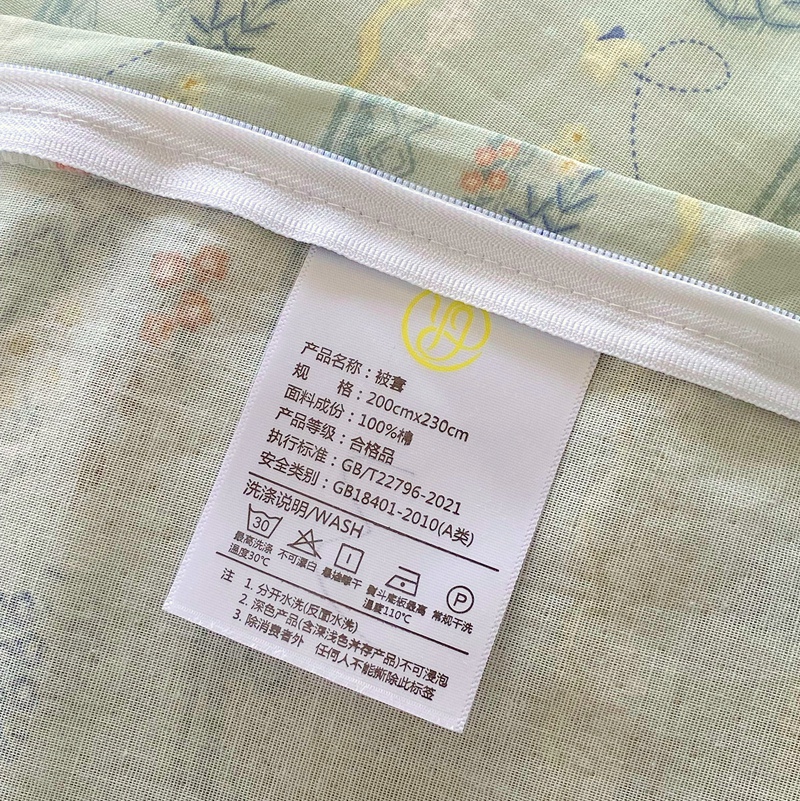 产品名称：被套
规 格：200cmx230cm
面料成份：100%棉
产品等级：合格品
执行标准：GB/T22796-2021
安全类别：GB18401-2010(A类)
洗涤说明/WASH
30
P
最高洗涤
温度30℃
不可漂白
悬挂晾干
熨斗底板最高
温度110℃
常规干洗
注 1. 分开水洗(反面水洗)
2. 深色产品(含深浅色并存产品)不可浸泡
3. 除消费者外 任何人不能撕除此标签